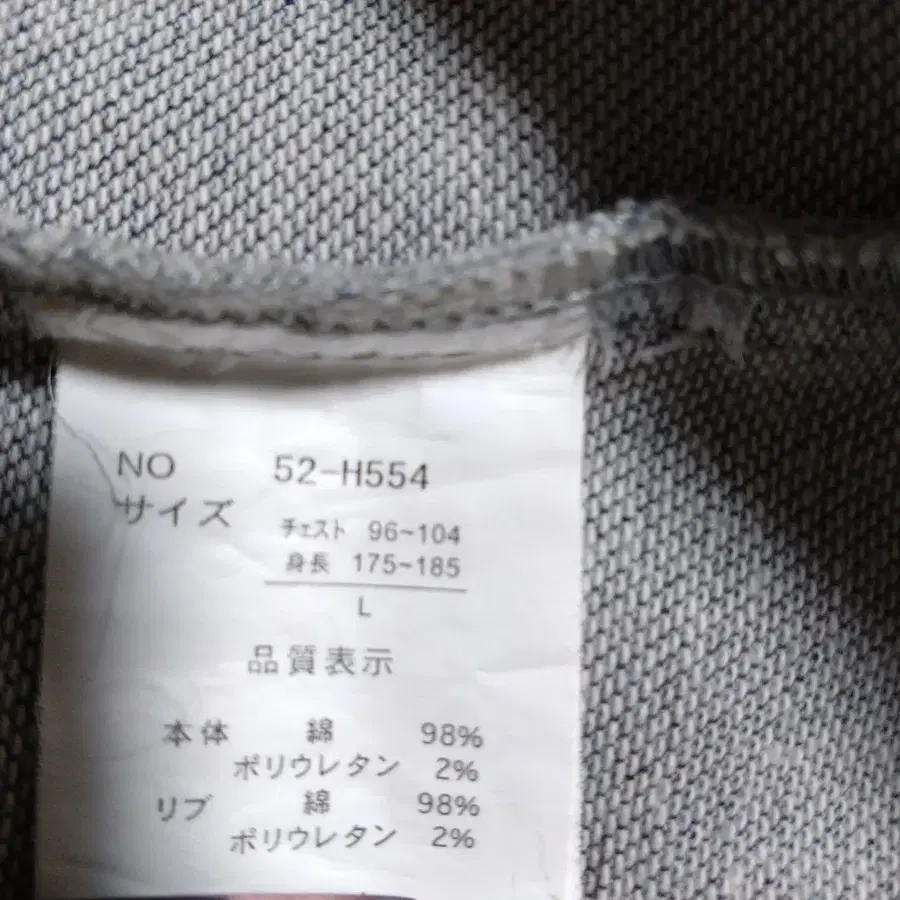 NO 52-H554
サイズ チェスト 96~104
身長 175~185
L
品質表示
本体 綿 98%
ポリウレタン 2%
リブ 綿 98%
ポリウレタン 2%